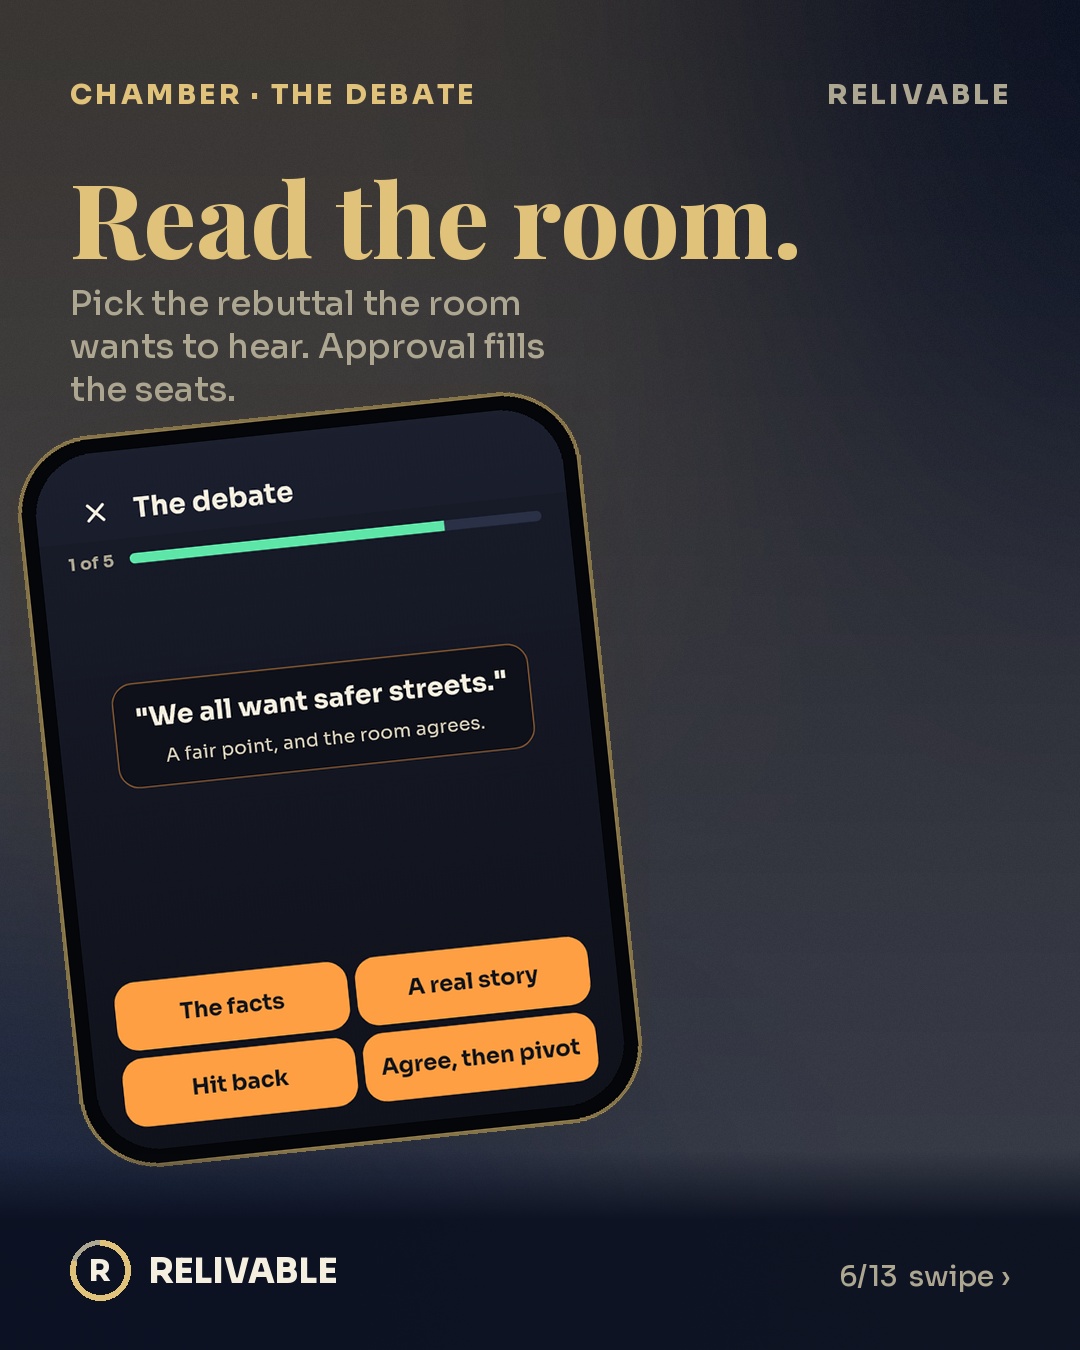 CHAMBER · THE DEBATE
RELIVABLE
Read the room.
Pick the rebuttal the room
wants to hear. Approval fills
the seats.
The debate
1 of 5
"We all want safer streets."
A fair point, and the room agrees.
The facts
A real story
Hit back
Agree, then pivot
R RELIVABLE
6/13 swipe ›